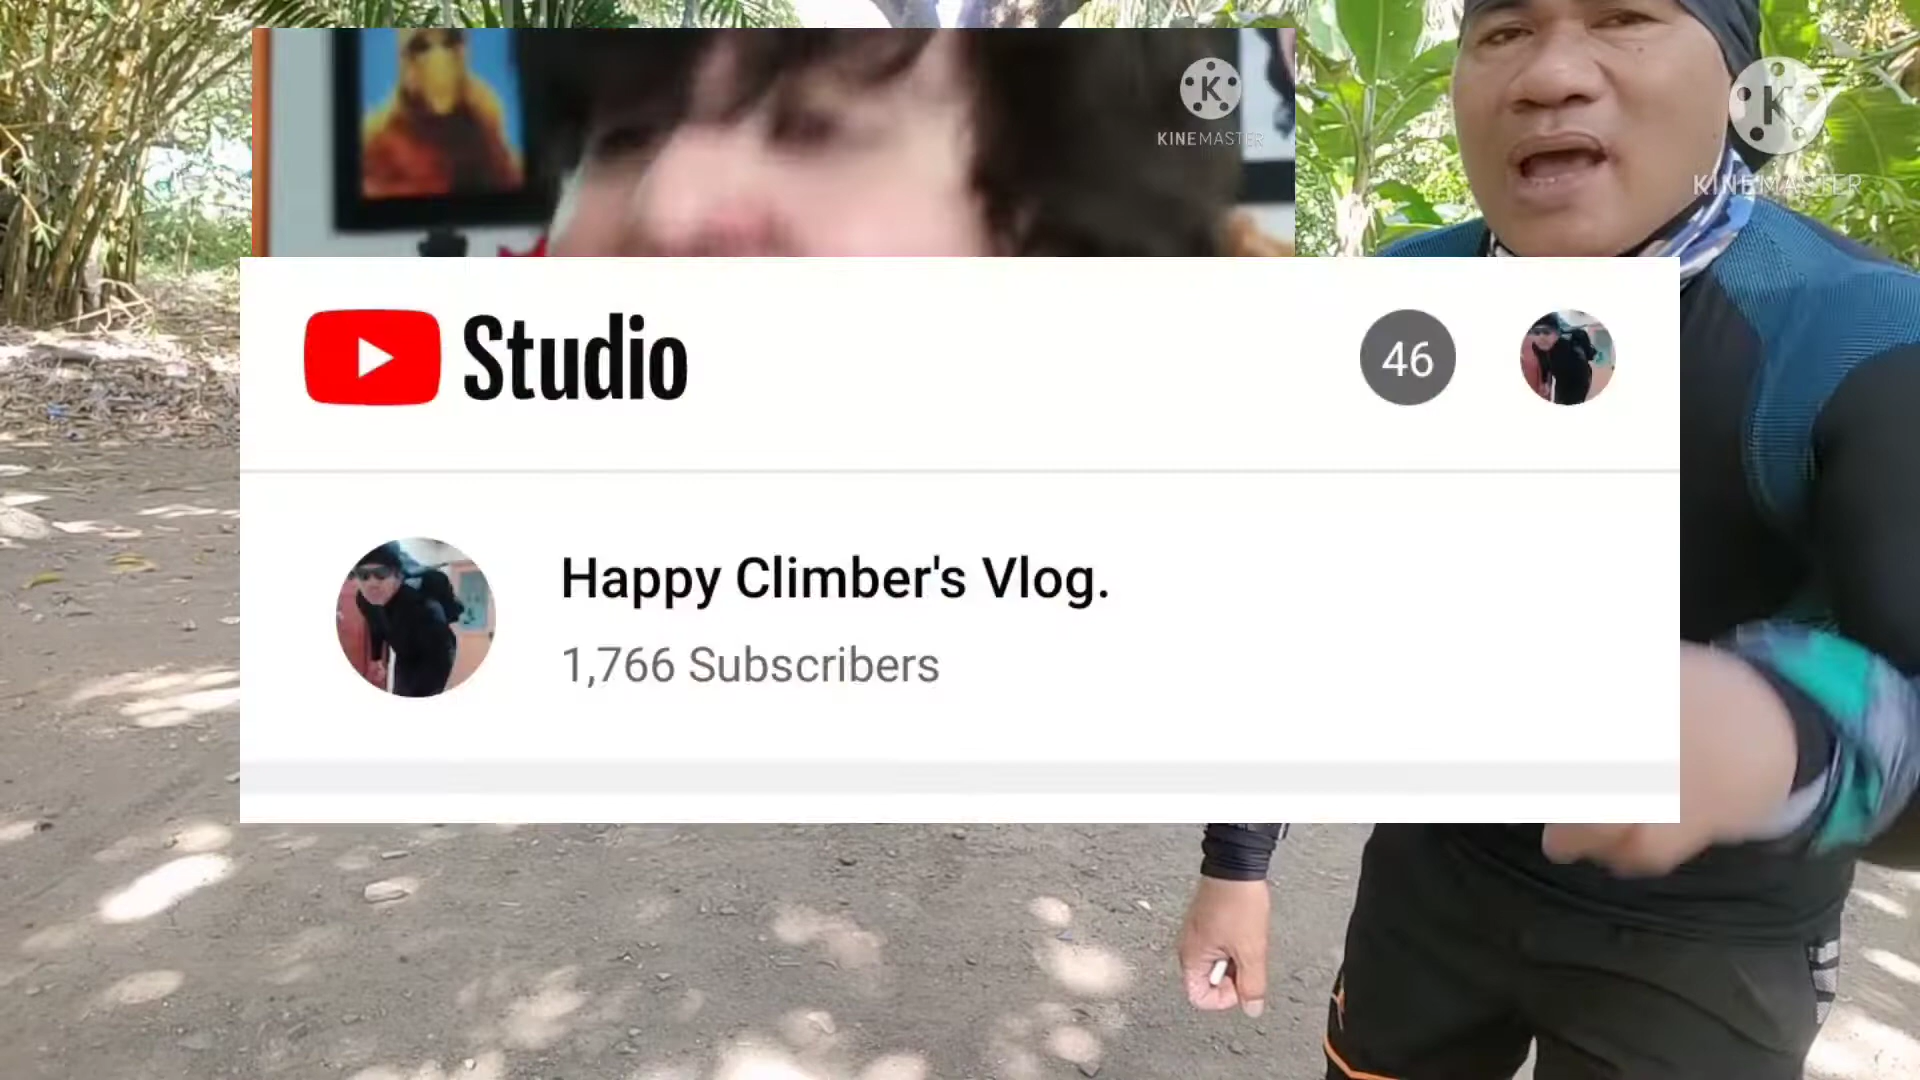 KINEMASTER
KINEMASTER
Studio
46
Happy Climber's Vlog.
1,766 Subscribers